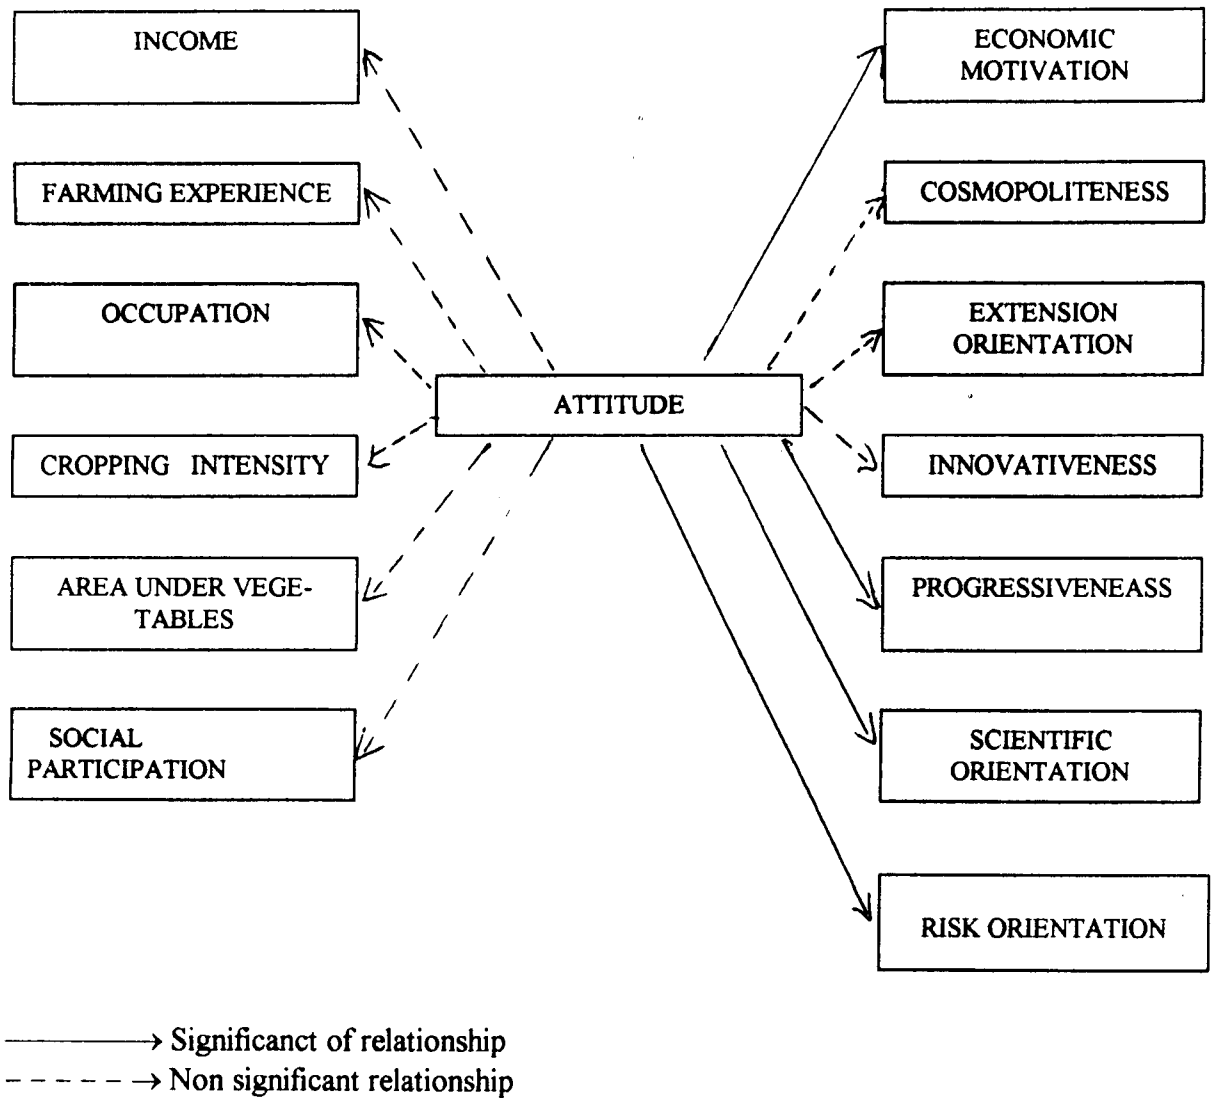 INCOME
FARMING EXPERIENCE
OCCUPATION
CROPPING INTENSITY
AREA UNDER VEGE-
TABLES
SOCIAL
PARTICIPATION
ATTITUDE
ECONOMIC
MOTIVATION
COSMOPOLITENESS
EXTENSION
ORIENTATION
INNOVATIVENESS
PROGRESSIVENEASS
SCIENTIFIC
ORIENTATION
RISK ORIENTATION
Significanct of relationship
Non significant relationship